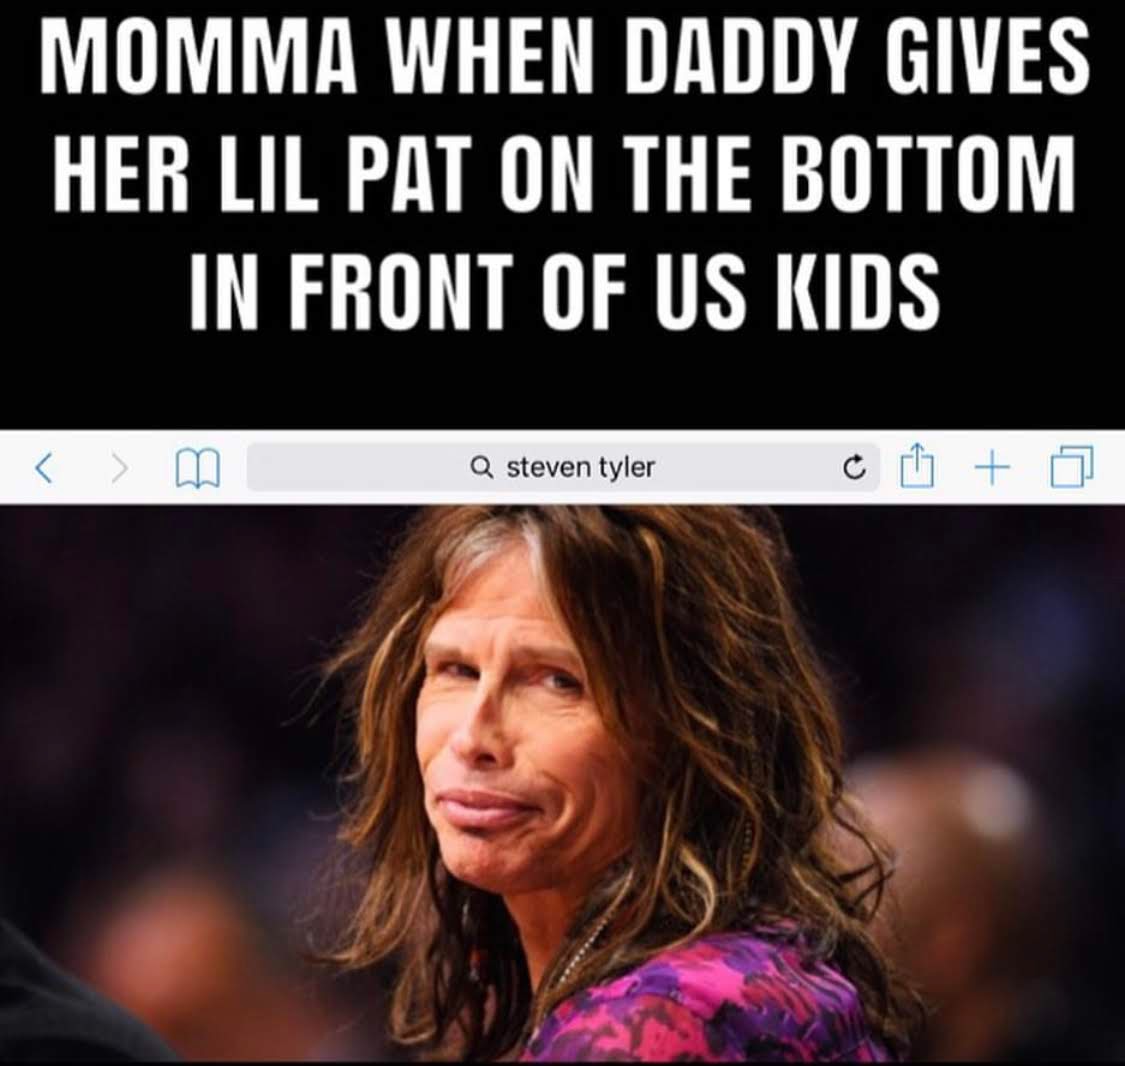 MOMMA WHEN DADDY GIVES
HER LIL PAT ON THE BOTTOM
IN FRONT OF US KIDS
steven tyler